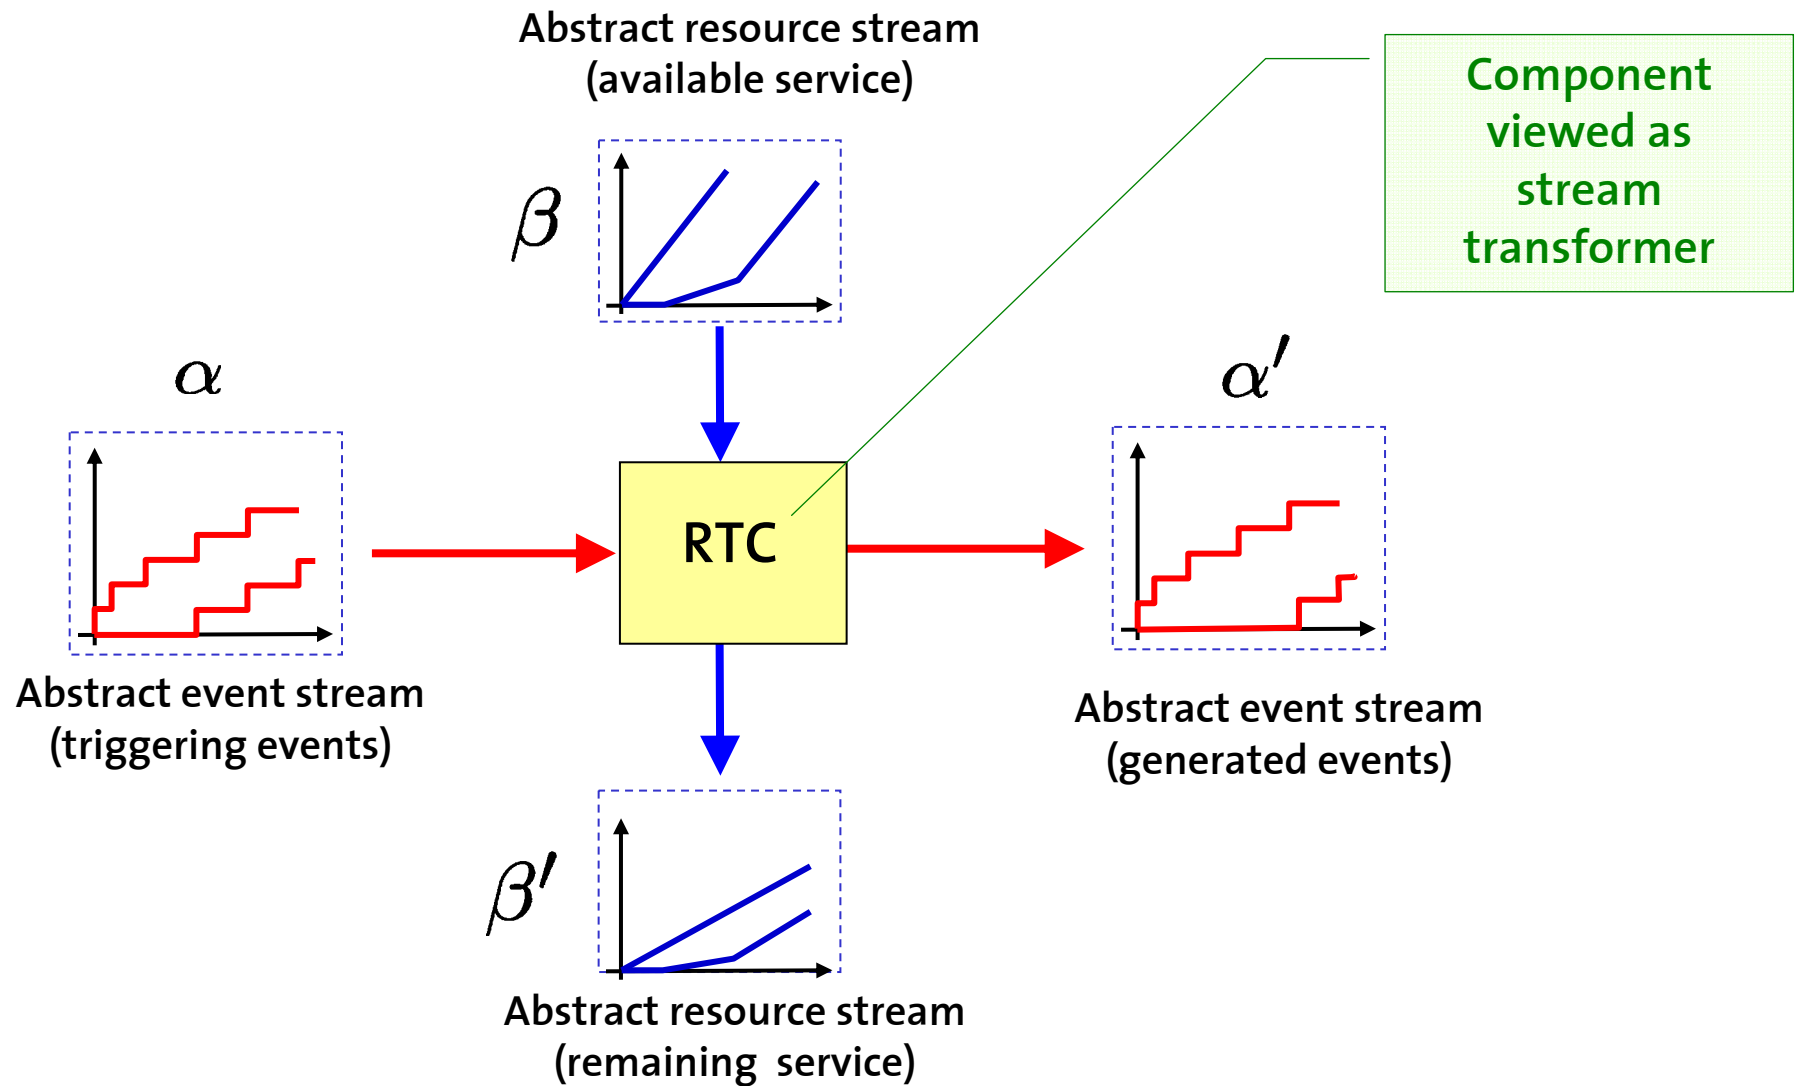 Abstract resource stream
(available service)
Component
viewed as
stream
transformer
β
α
α′
RTC
Abstract event stream
(triggering events)
Abstract event stream
(generated events)
β′
Abstract resource stream
(remaining service)